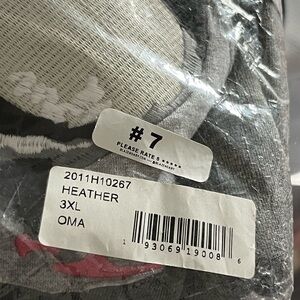 # 7
PLEASE RATE 5 ★★★★★
2011H10267
HEATHER
3XL
OMA
1 93069 19008 6